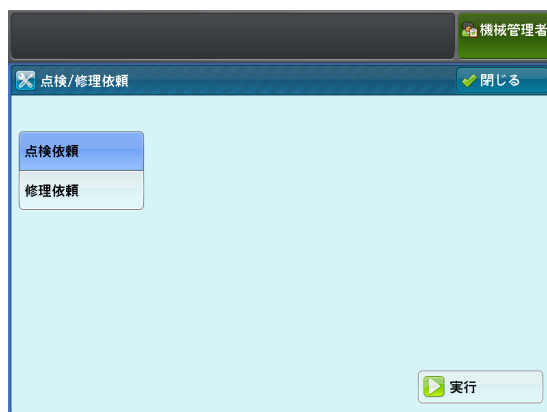 機械管理者
点検/修理依頼
閉じる
点検依頼
修理依頼
実行